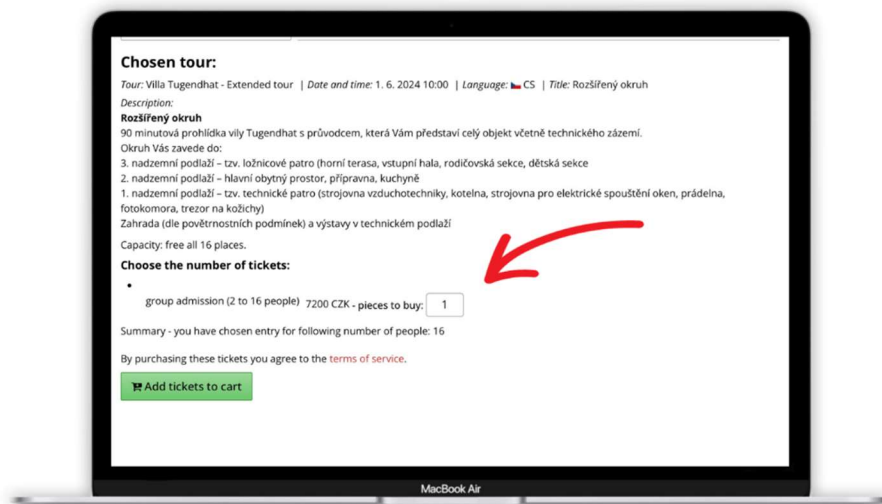 Chosen tour:
Tour: Villa Tugendhat - Extended tour | Date and time: 1. 6. 2024 10:00 | Language: CS | Title: Rozšířený okruh
Description:
Rozšířený okruh
90 minutová prohlídka vily Tugendhat s průvodcem, která Vám představí celý objekt včetně technického zázemí.
Okruh Vás zavede do:
3. nadzemní podlaží – tzv. ložnicové patro (horní terasa, vstupní hala, rodičovská sekce, dětská sekce
2. nadzemní podlaží – hlavní obytný prostor, přípravna, kuchyně
1. nadzemní podlaží – tzv. technické patro (strojovna vzduchotechniky, kotelna, strojovna pro elektrické spouštění oken, prádelna,
fotokomora, trezor na kožichy)
Zahrada (dle povětrnostních podmínek) a výstavy v technickém podlaží
Capacity: free all 16 places.
Choose the number of tickets:
group admission (2 to 16 people) 7200 CZK - pieces to buy: 1
Summary - you have chosen entry for following number of people: 16
By purchasing these tickets you agree to the terms of service.
Add tickets to cart
MacBook Air